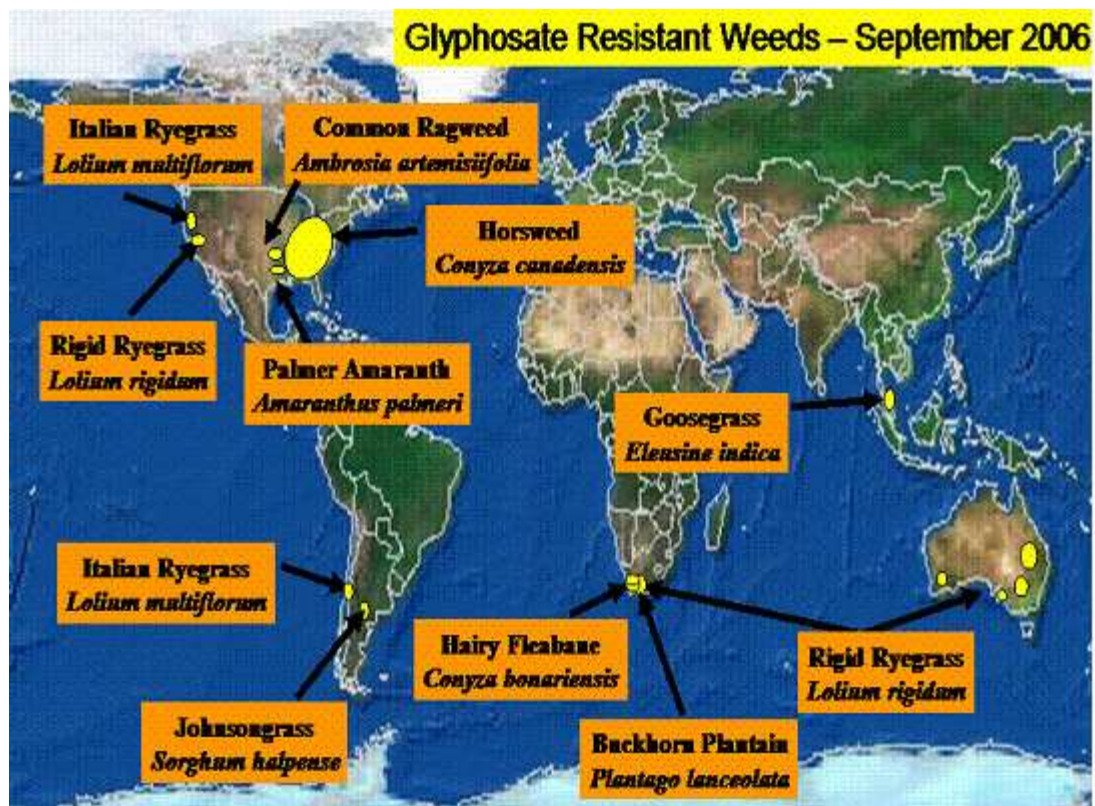 Glyphosate Resistant Weeds – September 2006
Italian Ryegrass
Lolium multiflorum
Common Ragweed
Ambrosia artemisiifolia
Horsweed
Conyza canadensis
Rigid Ryegrass
Lolium rigidum
Palmer Amaranth
Amaranthus palmeri
Goosegrass
Eleusine indica
Italian Ryegrass
Lolium multiflorum
Hairy Fleabane
Conyza bonariensis
Rigid Ryegrass
Lolium rigidum
Johnsongrass
Sorghum halpense
Buckhorn Plantain
Plantago lanceolata